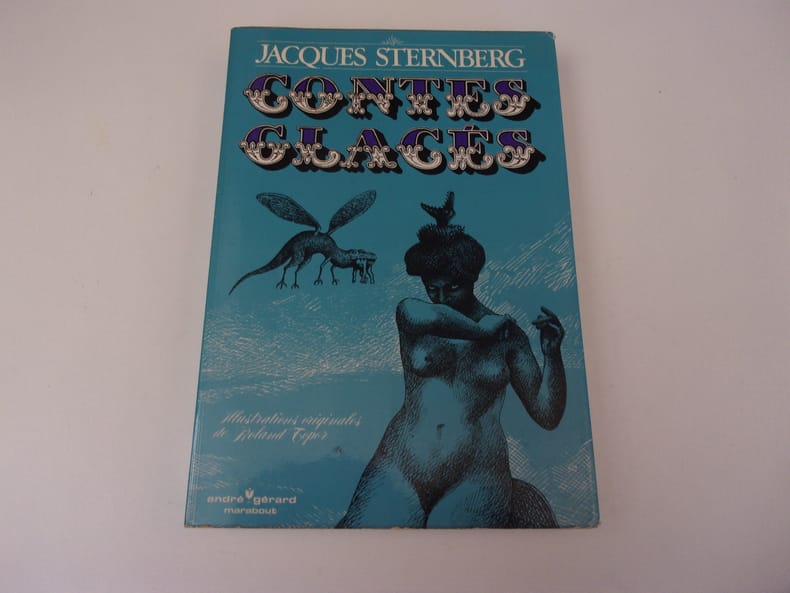 JACQUES STERNBERG
CONTES
GLACÉS
Illustrations originales
de Roland Topor
andré gérard
marabout